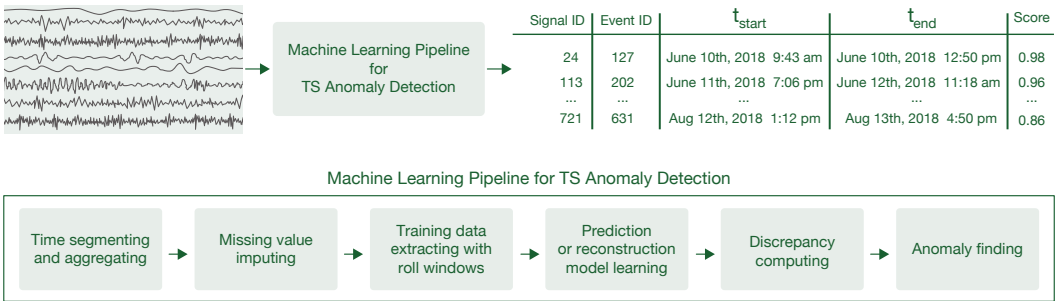 Signal ID Event ID t_start t_end Score
Machine Learning Pipeline
for
TS Anomaly Detection
24 127 June 10th, 2018 9:43 am June 10th, 2018 12:50 pm 0.98
113 202 June 11th, 2018 7:06 pm June 12th, 2018 11:18 am 0.96
... ... ... ...
721 631 Aug 12th, 2018 1:12 pm Aug 13th, 2018 4:50 pm 0.86
Machine Learning Pipeline for TS Anomaly Detection
Time segmenting
and aggregating
Missing value
imputing
Training data
extracting with
roll windows
Prediction
or reconstruction
model learning
Discrepancy
computing
Anomaly finding